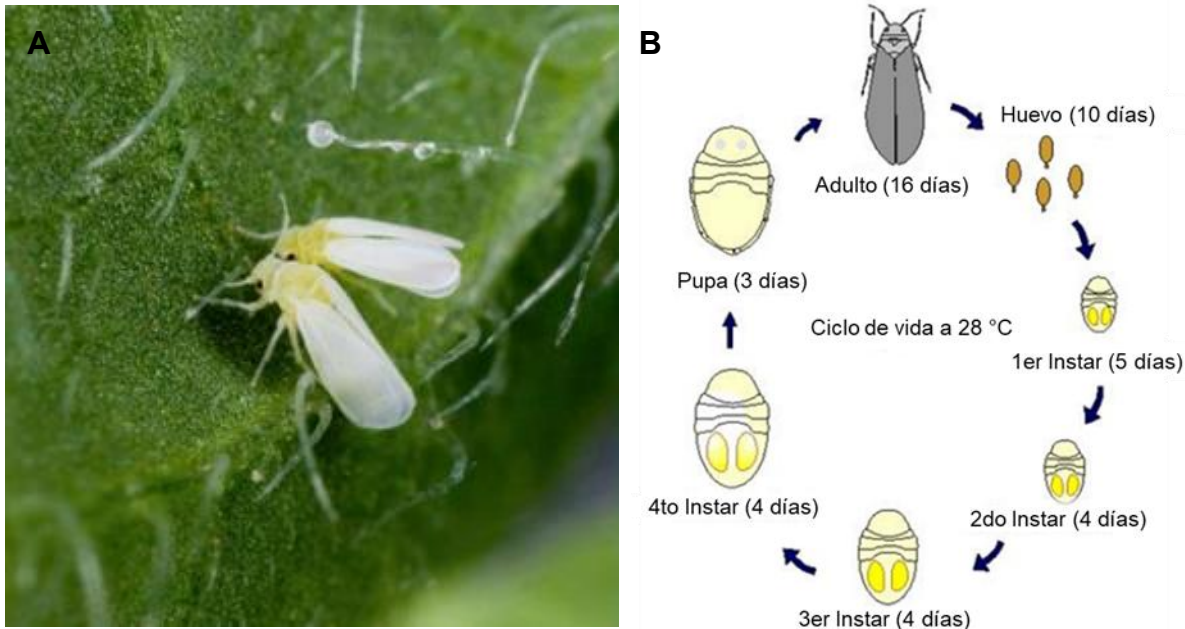 A
B
Huevo (10 días)
Adulto (16 días)
Pupa (3 días)
Ciclo de vida a 28 °C
1er Instar (5 días)
4to Instar (4 días)
2do Instar (4 días)
3er Instar (4 días)